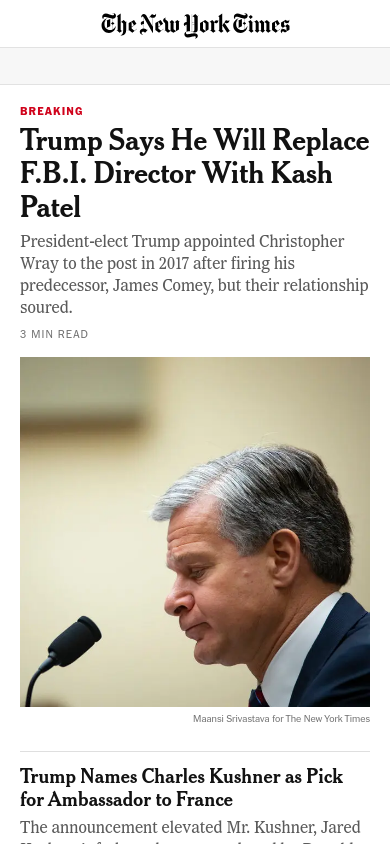 The New York Times
BREAKING
Trump Says He Will Replace
F.B.I. Director With Kash
Patel
President-elect Trump appointed Christopher
Wray to the post in 2017 after firing his
predecessor, James Comey, but their relationship
soured.
3 MIN READ
Maansi Srivastava for The New York Times
Trump Names Charles Kushner as Pick
for Ambassador to France
The announcement elevated Mr. Kushner, Jared